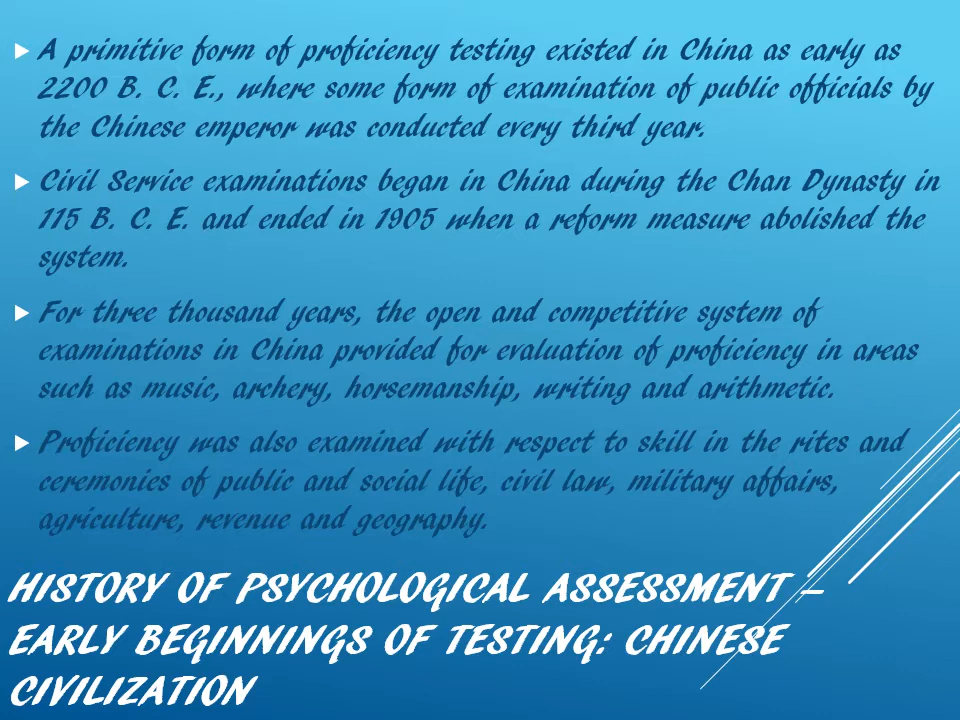 A primitive form of proficiency testing existed in China as early as
2200 B. C. E., where some form of examination of public officials by
the Chinese emperor was conducted every third year.
Civil Service examinations began in China during the Chan Dynasty in
115 B. C. E. and ended in 1905 when a reform measure abolished the
system.
For three thousand years, the open and competitive system of
examinations in China provided for evaluation of proficiency in areas
such as music, archery, horsemanship, writing and arithmetic.
Proficiency was also examined with respect to skill in the rites and
ceremonies of public and social life, civil law, military affairs,
agriculture, revenue and geography.
HISTORY OF PSYCHOLOGICAL ASSESSMENT –
EARLY BEGINNINGS OF TESTING: CHINESE
CIVILIZATION